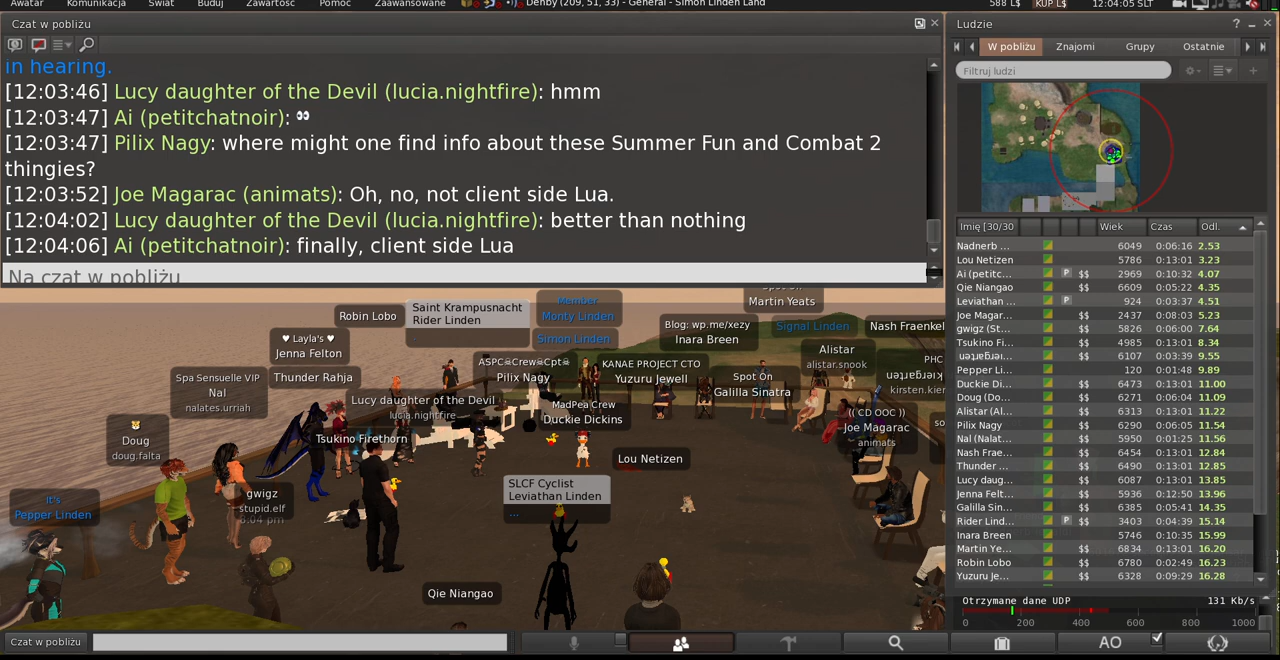 Awatar Komunikacja Świat Buduj Zawartość Pomoc Zaawansowane Denby (209, 51, 33) - General - Simon Linden Land 588 L$ KUP L$ 12:04:05 SLT
Czat w pobliżu
in hearing.
[12:03:46] Lucy daughter of the Devil (lucia.nightfire): hmm
[12:03:47] Ai (petitchatnoir): 👀
[12:03:47] Pilix Nagy: where might one find info about these Summer Fun and Combat 2
thingies?
[12:03:52] Joe Magarac (animats): Oh, no, not client side Lua.
[12:04:02] Lucy daughter of the Devil (lucia.nightfire): better than nothing
[12:04:06] Ai (petitchatnoir): finally, client side Lua
Na czat w pobliżu
Spot On
Martin Yeats
Member
Monty Linden
Saint Krampusnacht
Rider Linden
Robin Lobo
Blog: wp.me/xezy
Inara Breen
Signal Linden
Nash Fraenkel
Simon Linden
♥ Layla's ♥
Jenna Felton
Alistar
alistar.snook
ASPC☠Crew☠Cpt☠
Pilix Nagy
KANAE PROJECT CTO
Yuzuru Jewell
PHC
kirsten.kier
Spa Sensuelle VIP
Nal
nalates.urriah
Thunder Rahja
Spot On
Galilla Sinatra
Lucy daughter of the Devil
lucia.nightfire
MadPea Crew
Duckie Dickins
(( CD OOC ))
Joe Magarac
animats
so
Doug
doug.falta
Tsukino Firethorn
Lou Netizen
SLCF Cyclist
Leviathan Linden
...
gwigz
stupid.elf
8:04 pm
It's
Pepper Linden
Qie Niangao
Czat w pobliżu
AO
Ludzie
? _ ×
W pobliżu Znajomi Grupy Ostatnie
Filtruj ludzi
Imię [30/30 Wiek Czas Odl.
Nadnerb ... 6049 0:06:16 2.53
Lou Netizen 5786 0:13:01 3.23
Ai (petitc... P $$ 2969 0:10:32 4.07
Qie Niangao $$ 6609 0:05:22 4.35
Leviathan ... P 924 0:03:37 4.51
Joe Magar... $$ 2437 0:08:03 5.23
gwigz (St... $$ 5826 0:06:00 7.64
Tsukino Fi... $$ 4985 0:13:01 8.34
$$ 6107 0:03:39 9.55
Pepper Li... 120 0:01:48 9.89
Duckie Di... $$ 6473 0:13:01 11.00
Doug (Do... $$ 6271 0:06:04 11.09
Alistar (Al... $$ 6313 0:13:01 11.22
Pilix Nagy $$ 6290 0:06:05 11.54
Nal (Nalat... $$ 5950 0:01:25 11.56
Nash Frae... $$ 6454 0:13:01 12.84
Thunder ... $$ 6490 0:13:01 12.85
Lucy daug... $$ 6087 0:13:01 13.85
Jenna Felt... $$ 5936 0:12:50 13.96
Galilla Sin... $$ 6385 0:05:41 14.35
Rider Lind... P $$ 3403 0:04:39 15.14
Inara Breen 5746 0:10:35 15.99
Martin Ye... $$ 6834 0:13:01 16.20
Robin Lobo $$ 6780 0:02:49 16.23
Yuzuru Je... $$ 6328 0:09:29 16.28
Otrzymane dane UDP 131 Kb/s
0 200 400 600 800 1000